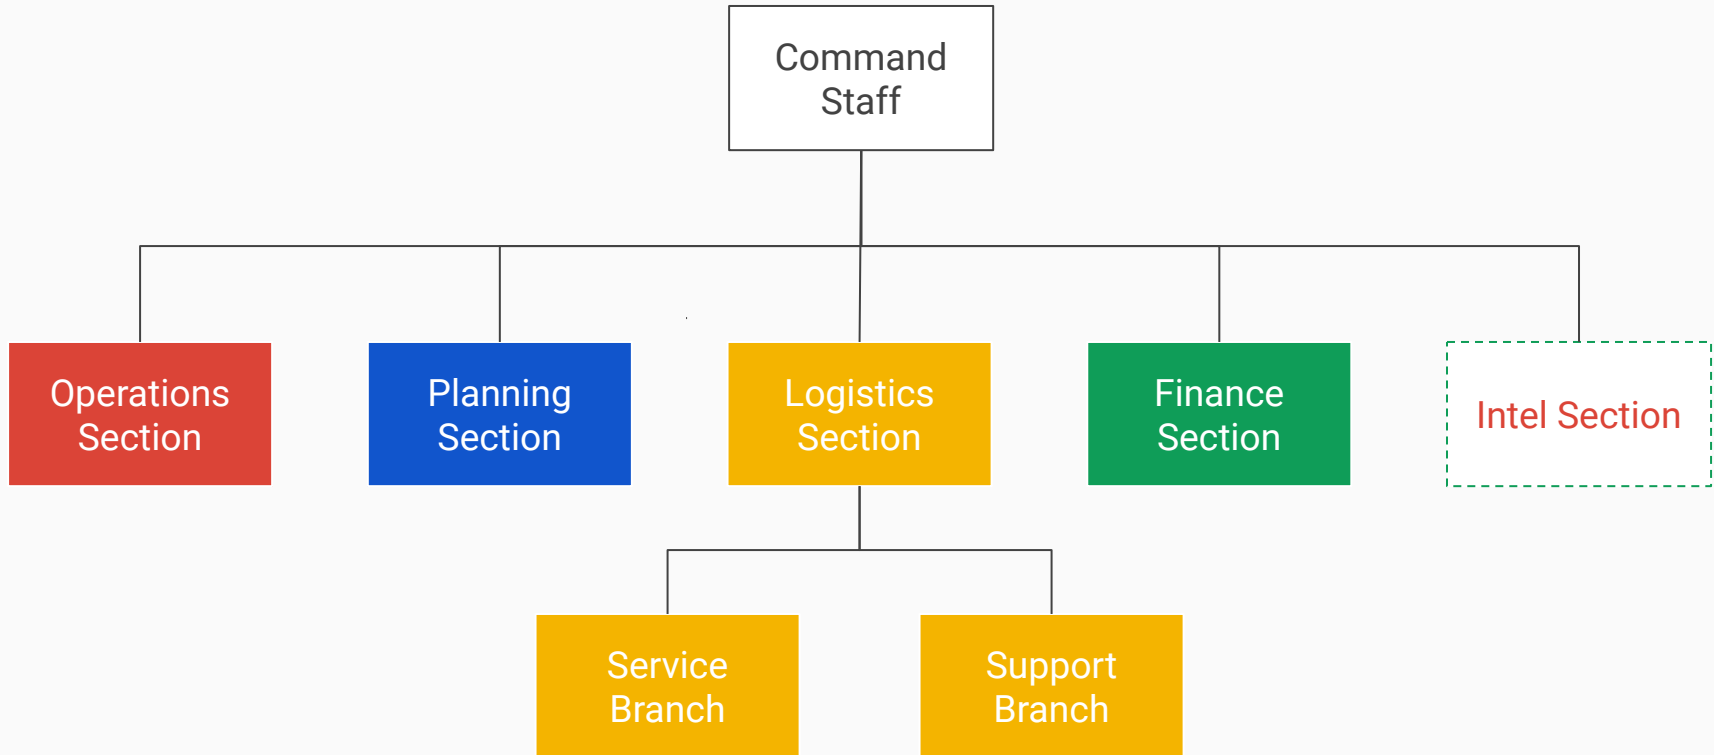 Command
Staff
Operations
Section
Planning
Section
Logistics
Section
Finance
Section
Intel Section
Service
Branch
Support
Branch